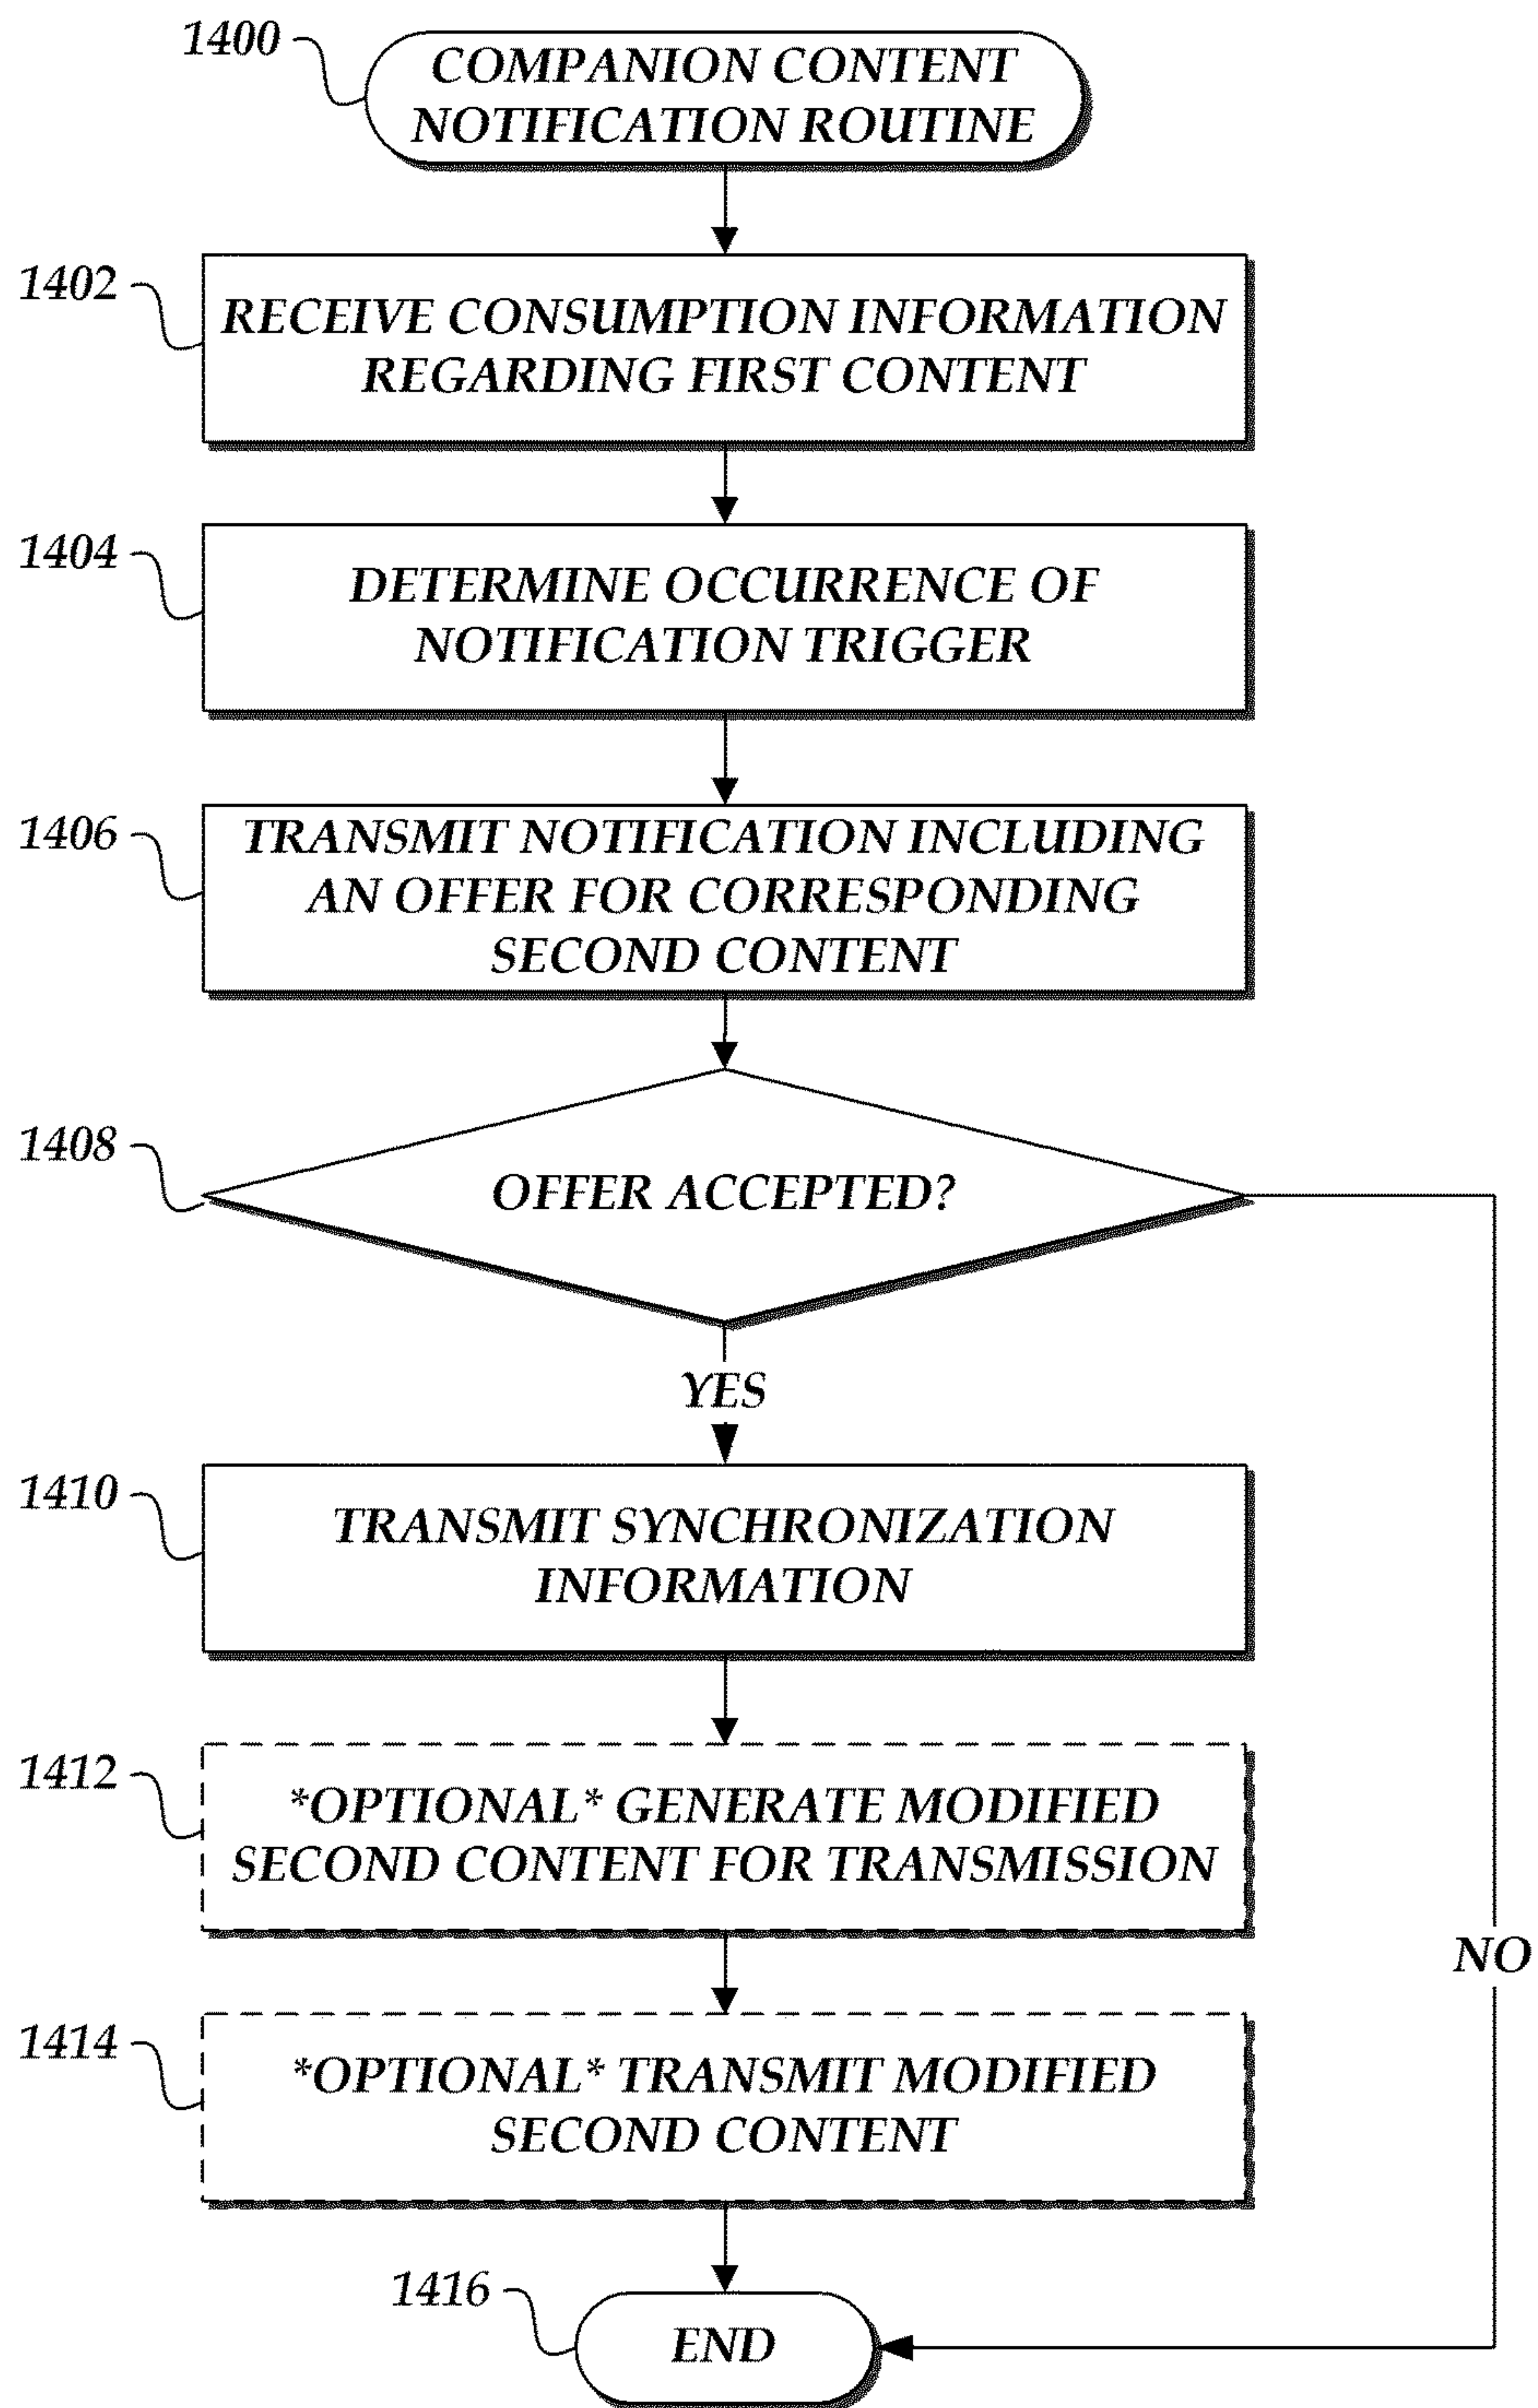 1400
COMPANION CONTENT
NOTIFICATION ROUTINE
1402
RECEIVE CONSUMPTION INFORMATION
REGARDING FIRST CONTENT
1404
DETERMINE OCCURRENCE OF
NOTIFICATION TRIGGER
1406
TRANSMIT NOTIFICATION INCLUDING
AN OFFER FOR CORRESPONDING
SECOND CONTENT
1408
OFFER ACCEPTED?
YES
1410
TRANSMIT SYNCHRONIZATION
INFORMATION
1412
*OPTIONAL* GENERATE MODIFIED
SECOND CONTENT FOR TRANSMISSION
NO
1414
*OPTIONAL* TRANSMIT MODIFIED
SECOND CONTENT
1416
END